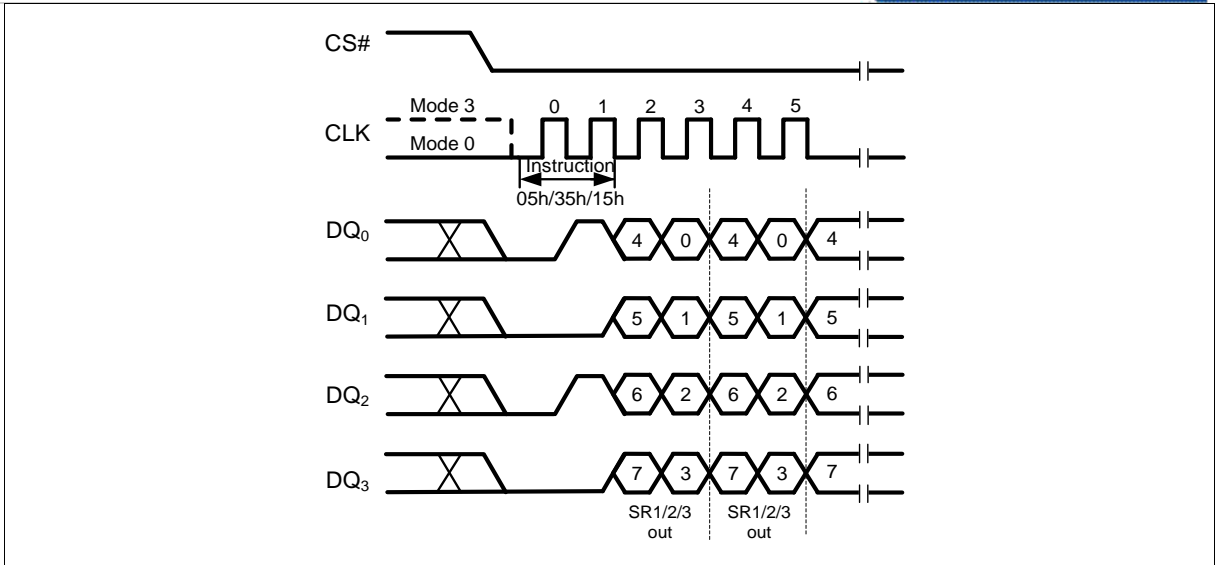 CS#
Mode 3
0 1 2 3 4 5
CLK
Mode 0
Instruction
05h/35h/15h
DQ0 4 0 4 0 4
DQ1 5 1 5 1 5
DQ2 6 2 6 2 6
DQ3 7 3 7 3 7
SR1/2/3 SR1/2/3
out out